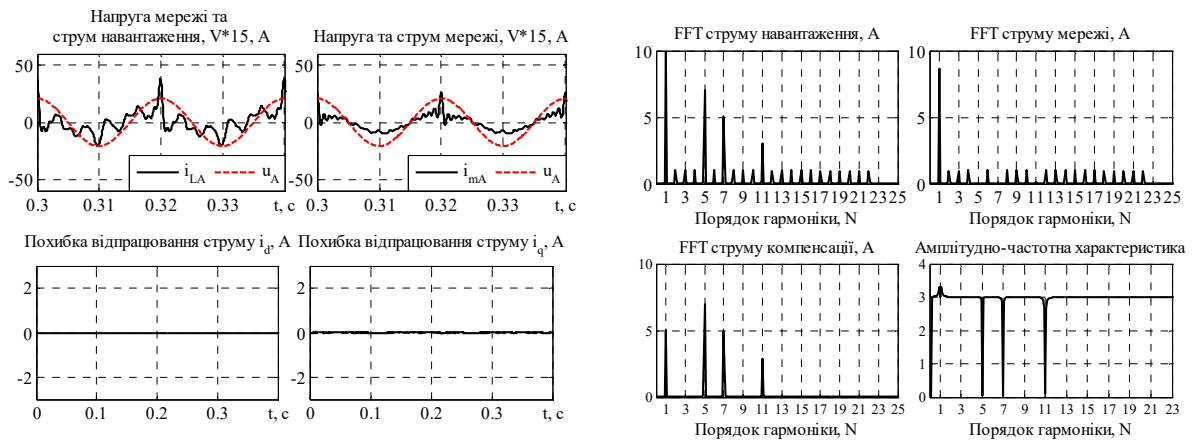 Напруга мережі та
струм навантаження, V*15, A
50
0
-50
i_LA
u_A
0.3
0.31
0.32
0.33
t, c
Напруга та струм мережі, V*15, A
50
0
-50
i_mA
u_A
0.3
0.31
0.32
0.33
t, c
Похибка відпрацювання струму i_d, A
2
0
-2
0
0.1
0.2
0.3
t, c
Похибка відпрацювання струму i_q, A
2
0
-2
0
0.1
0.2
0.3
t, c
FFT струму навантаження, A
10
5
0
1 3 5 7 9 11 13 15 17 19 21 23 25
Порядок гармоніки, N
FFT струму мережі, A
10
5
0
1 3 5 7 9 11 13 15 17 19 21 23 25
Порядок гармоніки, N
FFT струму компенсації, A
10
5
0
1 3 5 7 9 11 13 15 17 19 21 23 25
Порядок гармоніки, N
Амплітудно-частотна характеристика
4
3
2
1
0
1 3 5 7 9 11 13 15 17 19 21 23
Порядок гармоніки, N